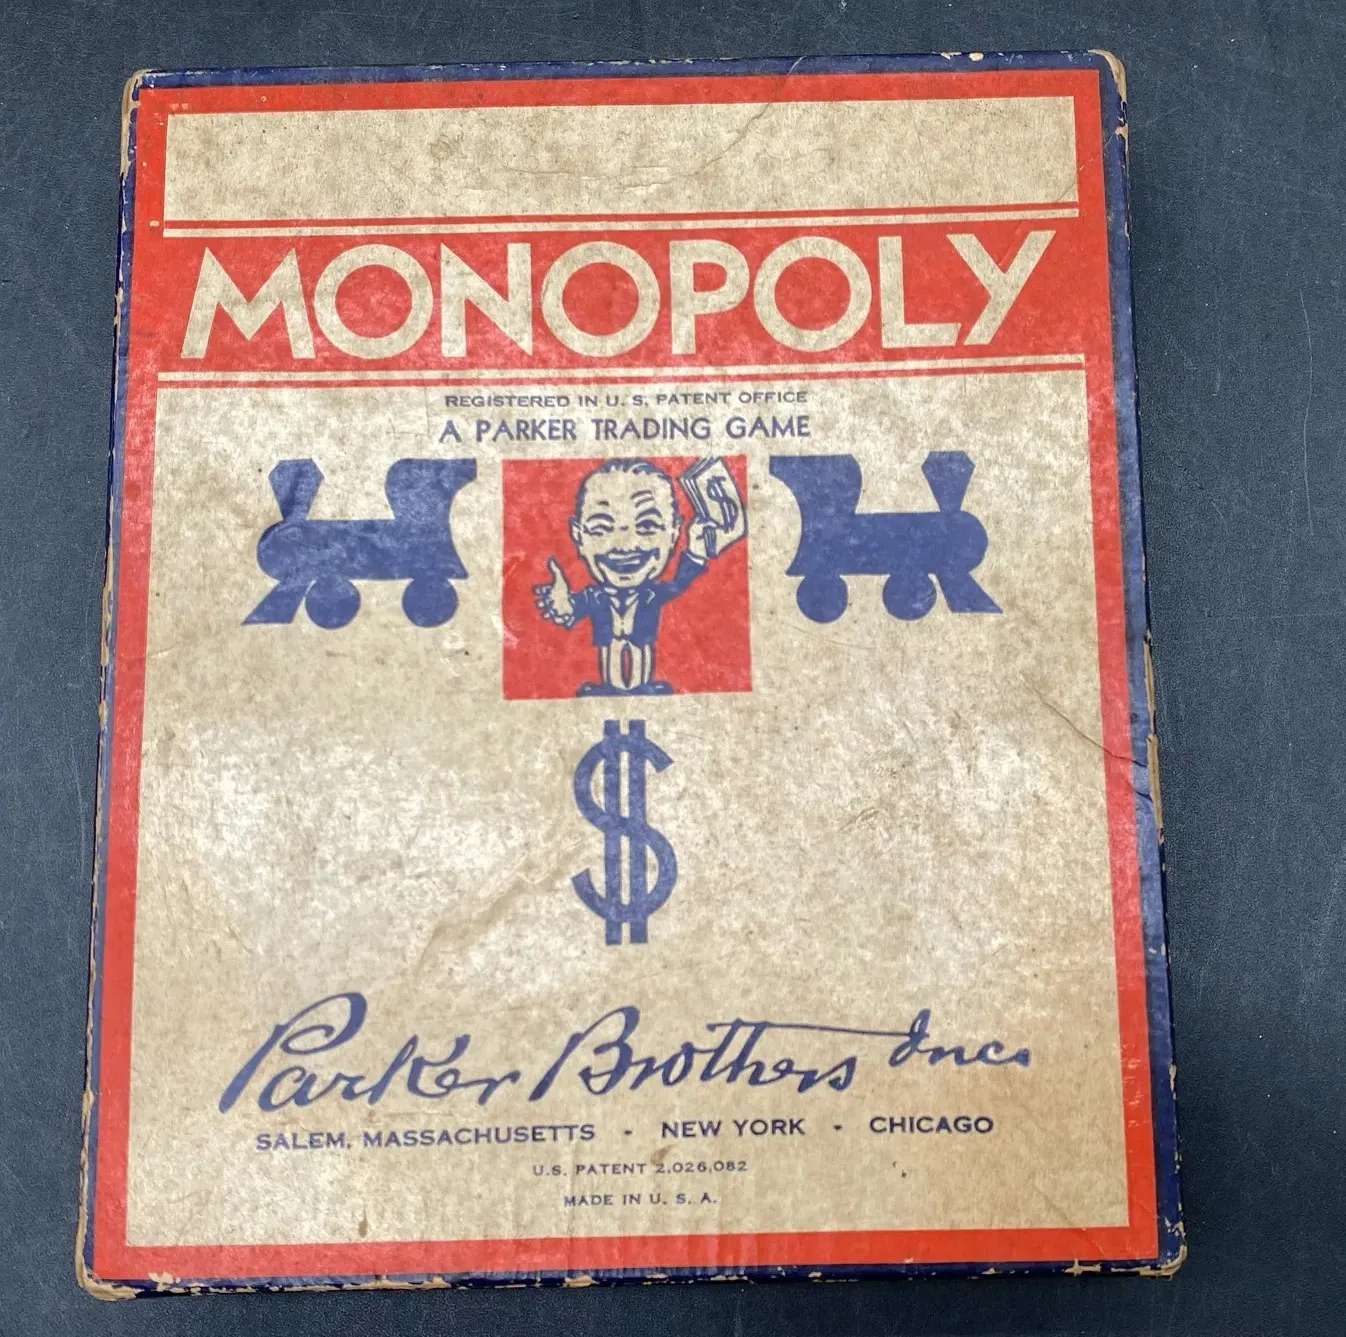 MONOPOLY
REGISTERED IN U. S. PATENT OFFICE
A PARKER TRADING GAME
$
$
Parker Brothers Inc.
SALEM, MASSACHUSETTS - NEW YORK - CHICAGO
U.S. PATENT 2,026,082
MADE IN U. S. A.